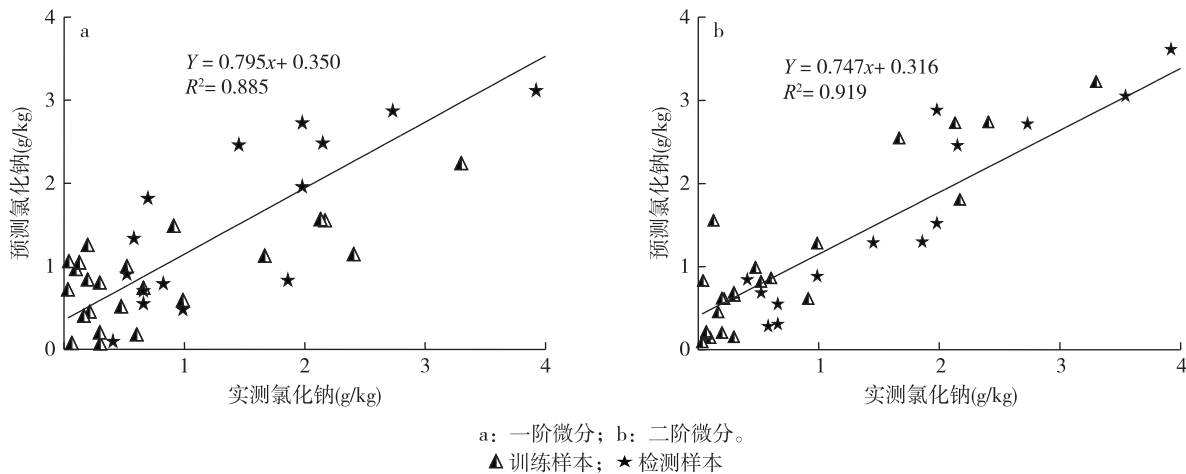 a
Y = 0.795x+ 0.350
R²= 0.885
预测氯化钠(g/kg)
4
3
2
1
0
1
2
3
4
实测氯化钠(g/kg)
b
Y = 0.747x+ 0.316
R²= 0.919
预测氯化钠(g/kg)
4
3
2
1
0
1
2
3
4
实测氯化钠(g/kg)
a：一阶微分；b：二阶微分。
训练样本；★检测样本